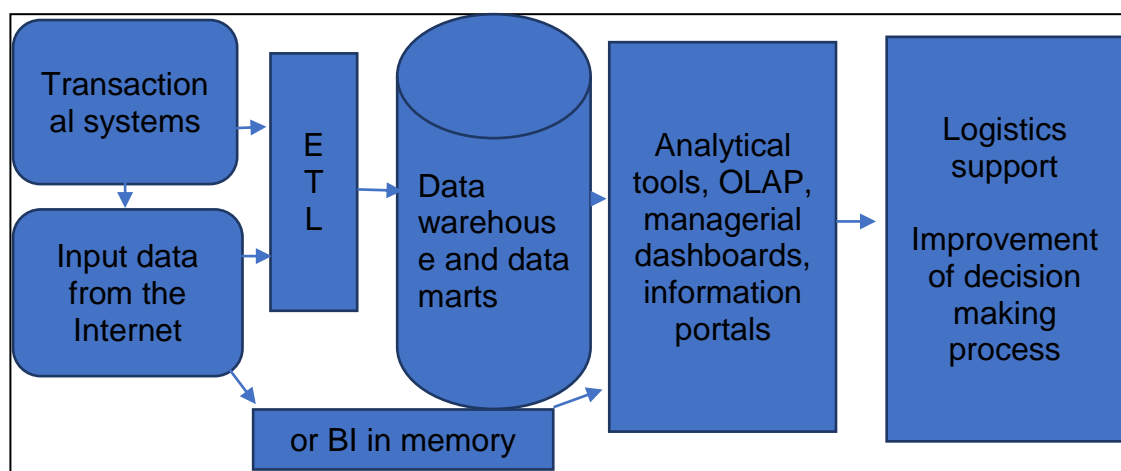 Transaction
al systems
Input data
from the
Internet
E
T
L
Data
warehous
e and data
marts
or BI in memory
Analytical
tools, OLAP,
managerial
dashboards,
information
portals
Logistics
support
Improvement
of decision
making
process